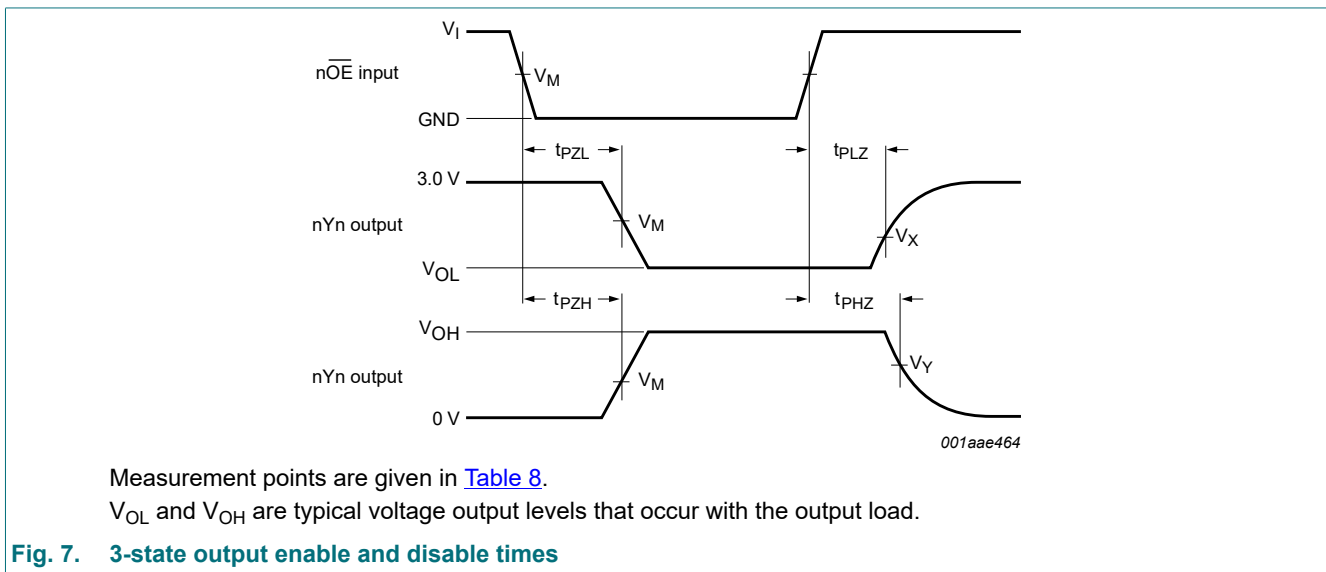 VI
nOE input
VM
GND
tPZL
tPLZ
3.0 V
nYn output
VM
VX
VOL
tPZH
tPHZ
VOH
VY
nYn output
VM
0 V
001aae464
Measurement points are given in Table 8.
VOL and VOH are typical voltage output levels that occur with the output load.
Fig. 7. 3-state output enable and disable times